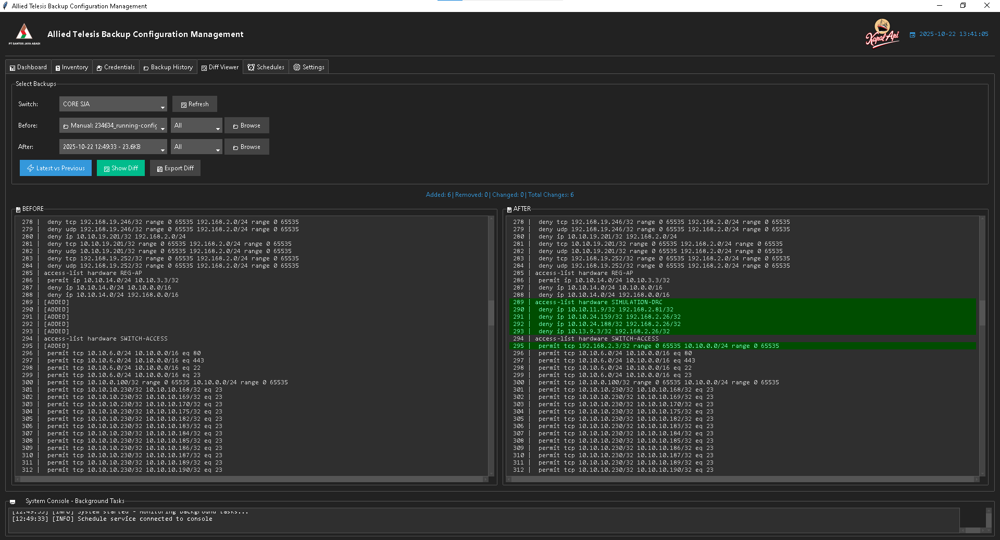 Allied Telesis Backup Configuration Management
PT SANTOS JAYA ABADI
Allied Telesis Backup Configuration Management
Kapal Api
2025-10-22 13:41:05
Dashboard
Inventory
Credentials
Backup History
Diff Viewer
Schedules
Settings
Select Backups
Switch:
CORE SJA
Refresh
Before:
Manual: 234634_running-config
All
Browse
After:
2025-10-22 12:49:33 - 23.6KB
All
Browse
Latest vs Previous
Show Diff
Export Diff
Added: 6 | Removed: 0 | Changed: 0 | Total Changes: 6
BEFORE
278 |  deny tcp 192.168.19.246/32 range 0 65535 192.168.2.0/24 range 0 65535
279 |  deny udp 192.168.19.246/32 range 0 65535 192.168.2.0/24 range 0 65535
280 |  deny ip 10.10.19.201/32 192.168.2.0/24
281 |  deny tcp 10.10.19.201/32 range 0 65535 192.168.2.0/24 range 0 65535
282 |  deny udp 10.10.19.201/32 range 0 65535 192.168.2.0/24 range 0 65535
283 |  deny tcp 192.168.19.252/32 range 0 65535 192.168.2.0/24 range 0 65535
284 |  deny udp 192.168.19.252/32 range 0 65535 192.168.2.0/24 range 0 65535
285 | access-list hardware REG-AP
286 |  permit ip 10.10.14.0/24 10.10.3.3/32
287 |  deny ip 10.10.14.0/24 10.10.0.0/16
288 |  deny ip 10.10.14.0/24 192.168.0.0/16
289 | [ADDED]
290 | [ADDED]
291 | [ADDED]
292 | [ADDED]
293 | [ADDED]
294 | access-list hardware SWITCH-ACCESS
295 | [ADDED]
296 |  permit tcp 10.10.6.0/24 10.10.0.0/16 eq 80
297 |  permit tcp 10.10.6.0/24 10.10.0.0/16 eq 443
298 |  permit tcp 10.10.6.0/24 10.10.0.0/16 eq 22
299 |  permit tcp 10.10.6.0/24 10.10.0.0/16 eq 23
300 |  permit tcp 10.10.0.100/32 range 0 65535 10.10.0.0/24 range 0 65535
301 |  permit tcp 10.10.10.230/32 10.10.10.168/32 eq 23
302 |  permit tcp 10.10.10.230/32 10.10.10.169/32 eq 23
303 |  permit tcp 10.10.10.230/32 10.10.10.170/32 eq 23
304 |  permit tcp 10.10.10.230/32 10.10.10.175/32 eq 23
305 |  permit tcp 10.10.10.230/32 10.10.10.182/32 eq 23
306 |  permit tcp 10.10.10.230/32 10.10.10.183/32 eq 23
307 |  permit tcp 10.10.10.230/32 10.10.10.184/32 eq 23
308 |  permit tcp 10.10.10.230/32 10.10.10.185/32 eq 23
309 |  permit tcp 10.10.10.230/32 10.10.10.186/32 eq 23
310 |  permit tcp 10.10.10.230/32 10.10.10.187/32 eq 23
311 |  permit tcp 10.10.10.230/32 10.10.10.189/32 eq 23
312 |  permit tcp 10.10.10.230/32 10.10.10.190/32 eq 23
AFTER
278 |  deny tcp 192.168.19.246/32 range 0 65535 192.168.2.0/24 range 0 65535
279 |  deny udp 192.168.19.246/32 range 0 65535 192.168.2.0/24 range 0 65535
280 |  deny ip 10.10.19.201/32 192.168.2.0/24
281 |  deny tcp 10.10.19.201/32 range 0 65535 192.168.2.0/24 range 0 65535
282 |  deny udp 10.10.19.201/32 range 0 65535 192.168.2.0/24 range 0 65535
283 |  deny tcp 192.168.19.252/32 range 0 65535 192.168.2.0/24 range 0 65535
284 |  deny udp 192.168.19.252/32 range 0 65535 192.168.2.0/24 range 0 65535
285 | access-list hardware REG-AP
286 |  permit ip 10.10.14.0/24 10.10.3.3/32
287 |  deny ip 10.10.14.0/24 10.10.0.0/16
288 |  deny ip 10.10.14.0/24 192.168.0.0/16
289 | access-list hardware SIMULATION-DRC
290 |  deny ip 10.10.11.9/32 192.168.2.81/32
291 |  deny ip 10.10.24.159/32 192.168.2.26/32
292 |  deny ip 10.10.24.188/32 192.168.2.26/32
293 |  deny ip 10.13.9.3/32 192.168.2.26/32
294 | access-list hardware SWITCH-ACCESS
295 |  permit tcp 192.168.2.3/32 range 0 65535 10.10.0.0/24 range 0 65535
296 |  permit tcp 10.10.6.0/24 10.10.0.0/16 eq 80
297 |  permit tcp 10.10.6.0/24 10.10.0.0/16 eq 443
298 |  permit tcp 10.10.6.0/24 10.10.0.0/16 eq 22
299 |  permit tcp 10.10.6.0/24 10.10.0.0/16 eq 23
300 |  permit tcp 10.10.0.100/32 range 0 65535 10.10.0.0/24 range 0 65535
301 |  permit tcp 10.10.10.230/32 10.10.10.168/32 eq 23
302 |  permit tcp 10.10.10.230/32 10.10.10.169/32 eq 23
303 |  permit tcp 10.10.10.230/32 10.10.10.170/32 eq 23
304 |  permit tcp 10.10.10.230/32 10.10.10.175/32 eq 23
305 |  permit tcp 10.10.10.230/32 10.10.10.182/32 eq 23
306 |  permit tcp 10.10.10.230/32 10.10.10.183/32 eq 23
307 |  permit tcp 10.10.10.230/32 10.10.10.184/32 eq 23
308 |  permit tcp 10.10.10.230/32 10.10.10.185/32 eq 23
309 |  permit tcp 10.10.10.230/32 10.10.10.186/32 eq 23
310 |  permit tcp 10.10.10.230/32 10.10.10.187/32 eq 23
311 |  permit tcp 10.10.10.230/32 10.10.10.189/32 eq 23
312 |  permit tcp 10.10.10.230/32 10.10.10.190/32 eq 23
System Console - Background Tasks
[12:49:33] [INFO] System started - Monitoring background tasks...
[12:49:33] [INFO] Schedule service connected to console